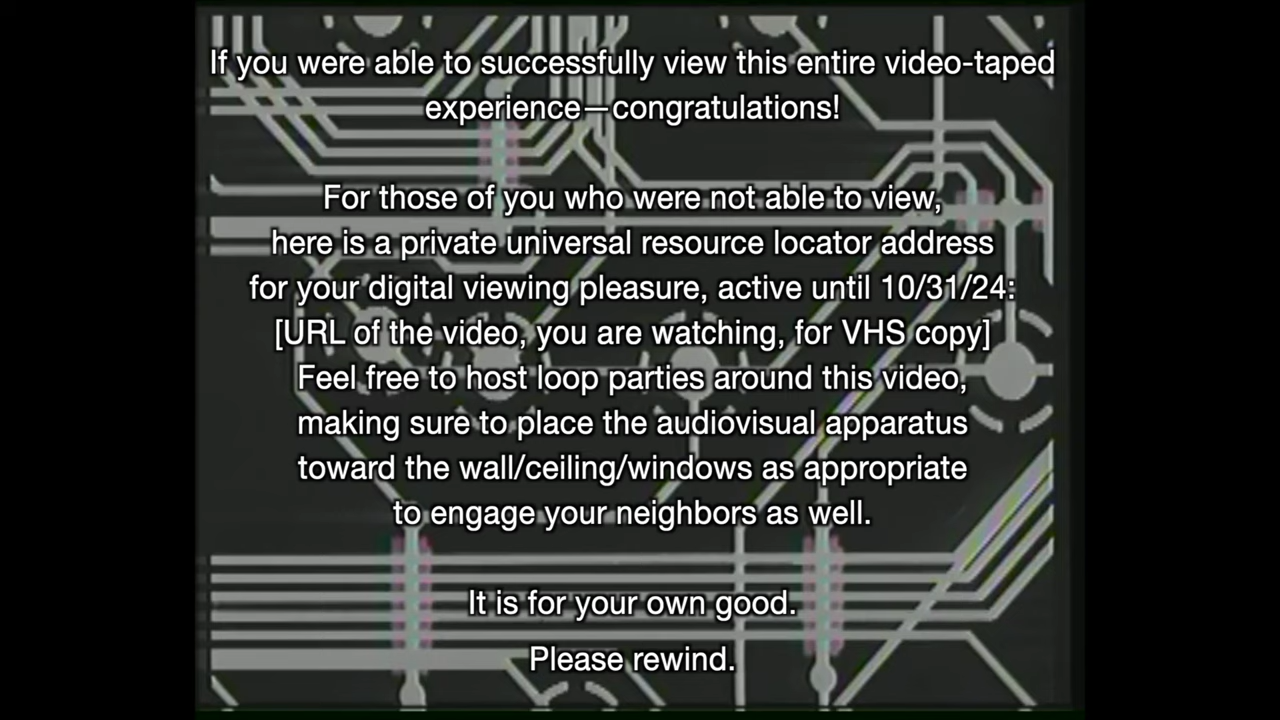 If you were able to successfully view this entire video-taped
experience—congratulations!
For those of you who were not able to view,
here is a private universal resource locator address
for your digital viewing pleasure, active until 10/31/24:
[URL of the video, you are watching, for VHS copy]
Feel free to host loop parties around this video,
making sure to place the audiovisual apparatus
toward the wall/ceiling/windows as appropriate
to engage your neighbors as well.
It is for your own good.
Please rewind.